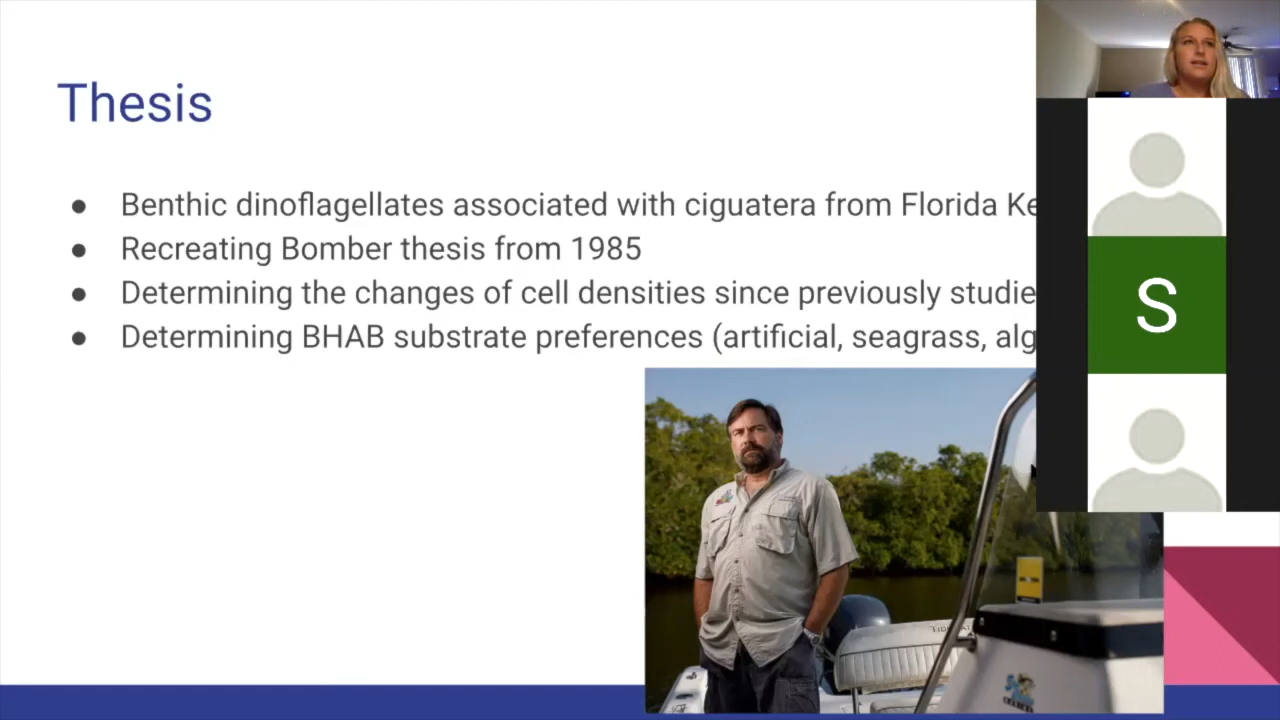 Thesis
● Benthic dinoflagellates associated with ciguatera from Florida Ke
● Recreating Bomber thesis from 1985
● Determining the changes of cell densities since previously studie
● Determining BHAB substrate preferences (artificial, seagrass, alg
S